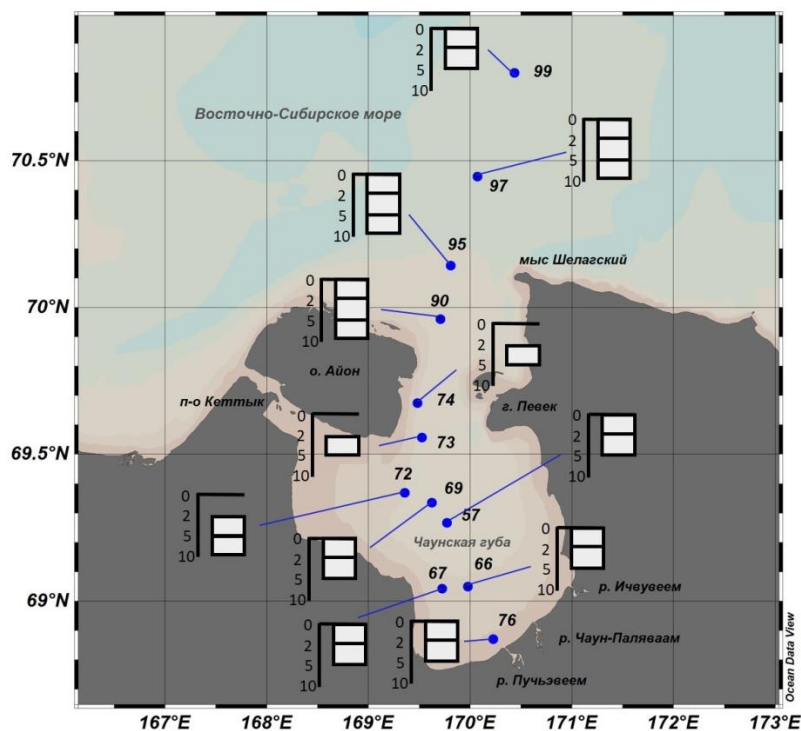 0
2
5
10
99
Восточно-Сибирское море
0
2
5
10
70.5°N
97
0
2
5
10
95
мыс Шелагский
0
2
5
10
90
70°N
0
2
5
10
о. Айон
74
п-о Кеттык
г. Певек
0
2
5
10
73
0
2
5
10
69.5°N
72
69
57
0
2
5
10
0
2
5
10
Чаунская губа
0
2
5
10
67
66
р. Ичвувеем
69°N
0
2
5
10
0
2
5
10
76
р. Чаун-Паляваам
р. Пучьэвеем
Ocean Data View
167°E
168°E
169°E
170°E
171°E
172°E
173°E